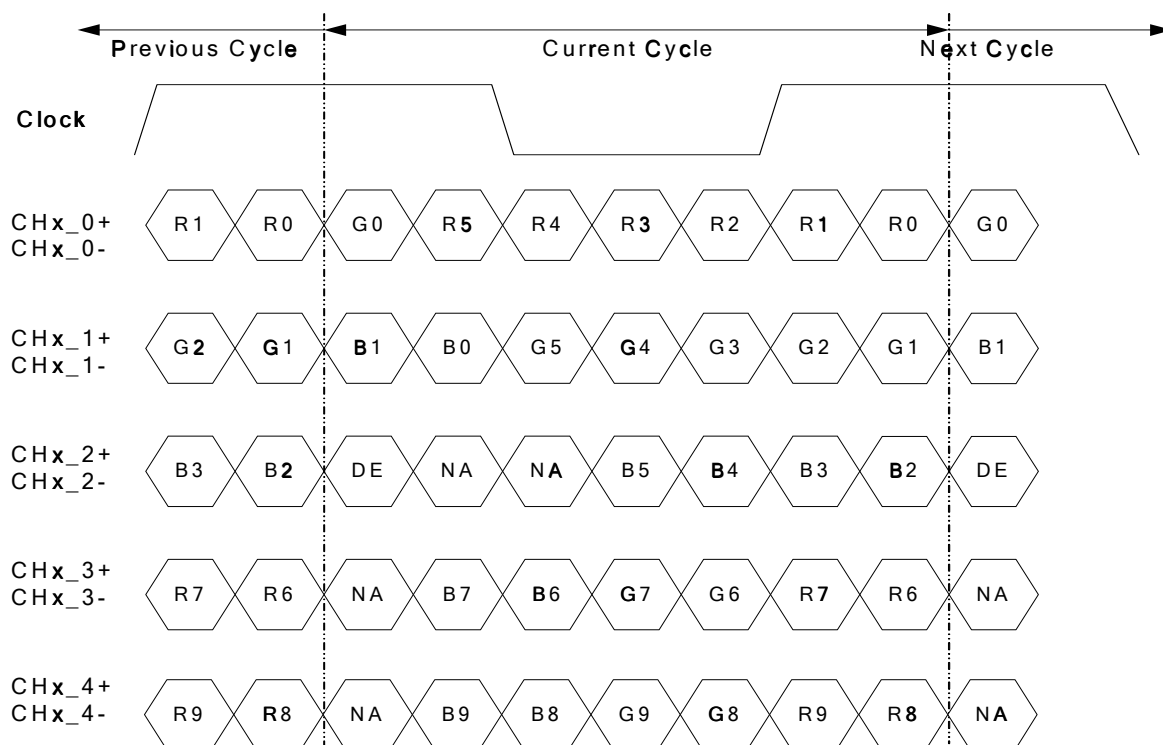 Previous Cycle Current Cycle Next Cycle
Clock
CHx_0+
CHx_0-
R1 R0 G0 R5 R4 R3 R2 R1 R0 G0
CHx_1+
CHx_1-
G2 G1 B1 B0 G5 G4 G3 G2 G1 B1
CHx_2+
CHx_2-
B3 B2 DE NA NA B5 B4 B3 B2 DE
CHx_3+
CHx_3-
R7 R6 NA B7 B6 G7 G6 R7 R6 NA
CHx_4+
CHx_4-
R9 R8 NA B9 B8 G9 G8 R9 R8 NA